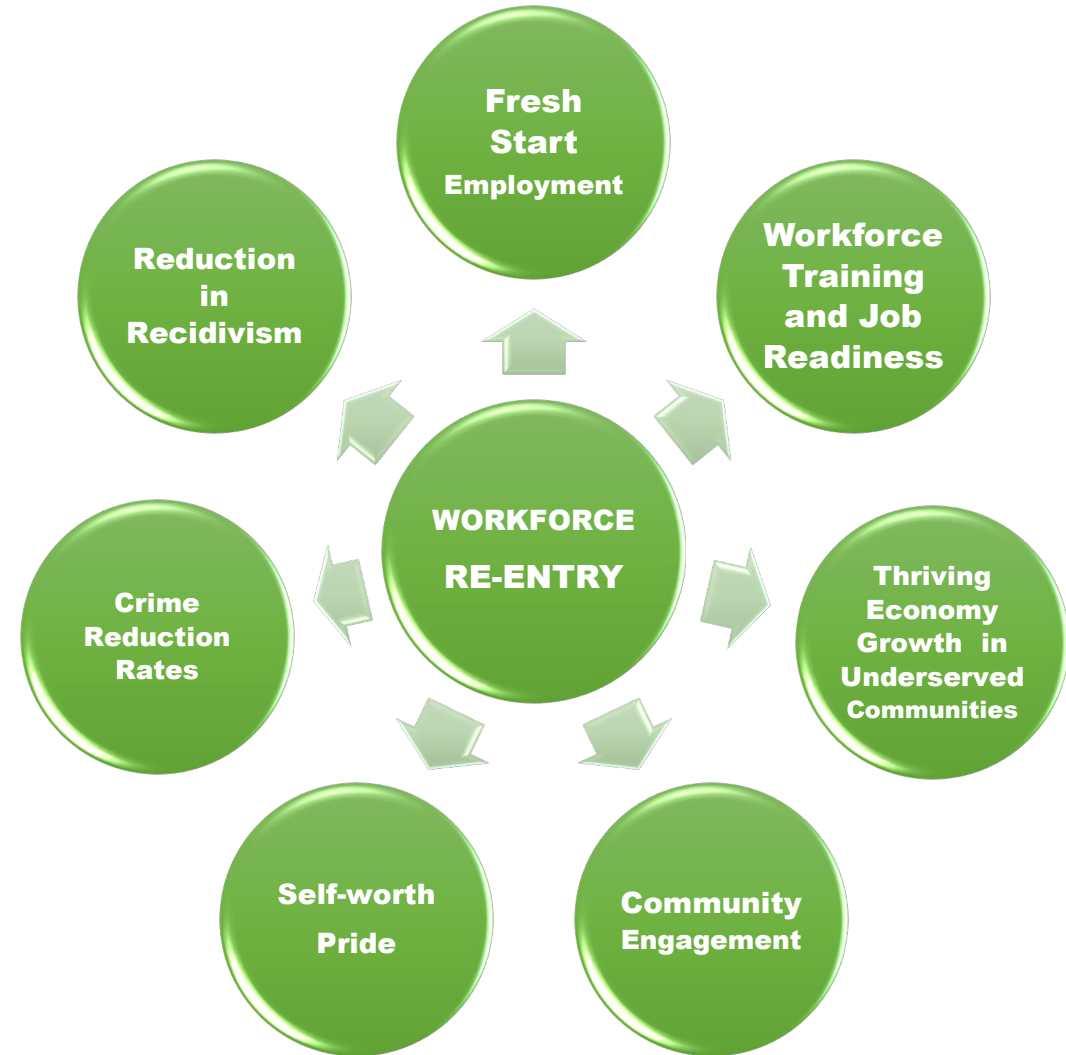 Fresh
Start
Employment
Workforce
Training
and Job
Readiness
Thriving
Economy
Growth in
Underserved
Communities
Community
Engagement
Self-worth
Pride
Crime
Reduction
Rates
Reduction
in
Recidivism
WORKFORCE
RE-ENTRY